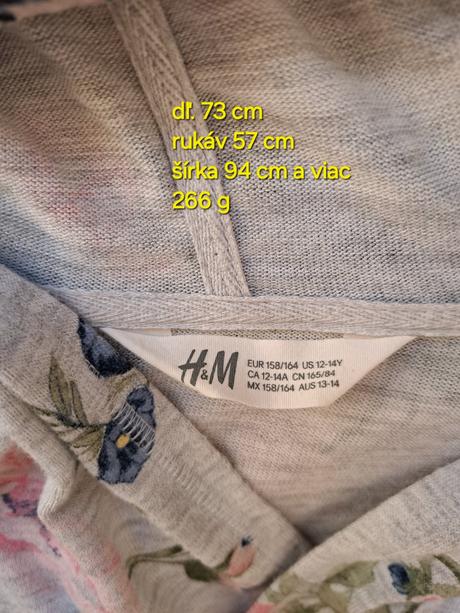 dĺ. 73 cm
rukáv 57 cm
šírka 94 cm a viac
266 g
H&M
EUR 158/164 US 12-14Y
CA 12-14A CN 165/84
MX 158/164 AUS 13-14